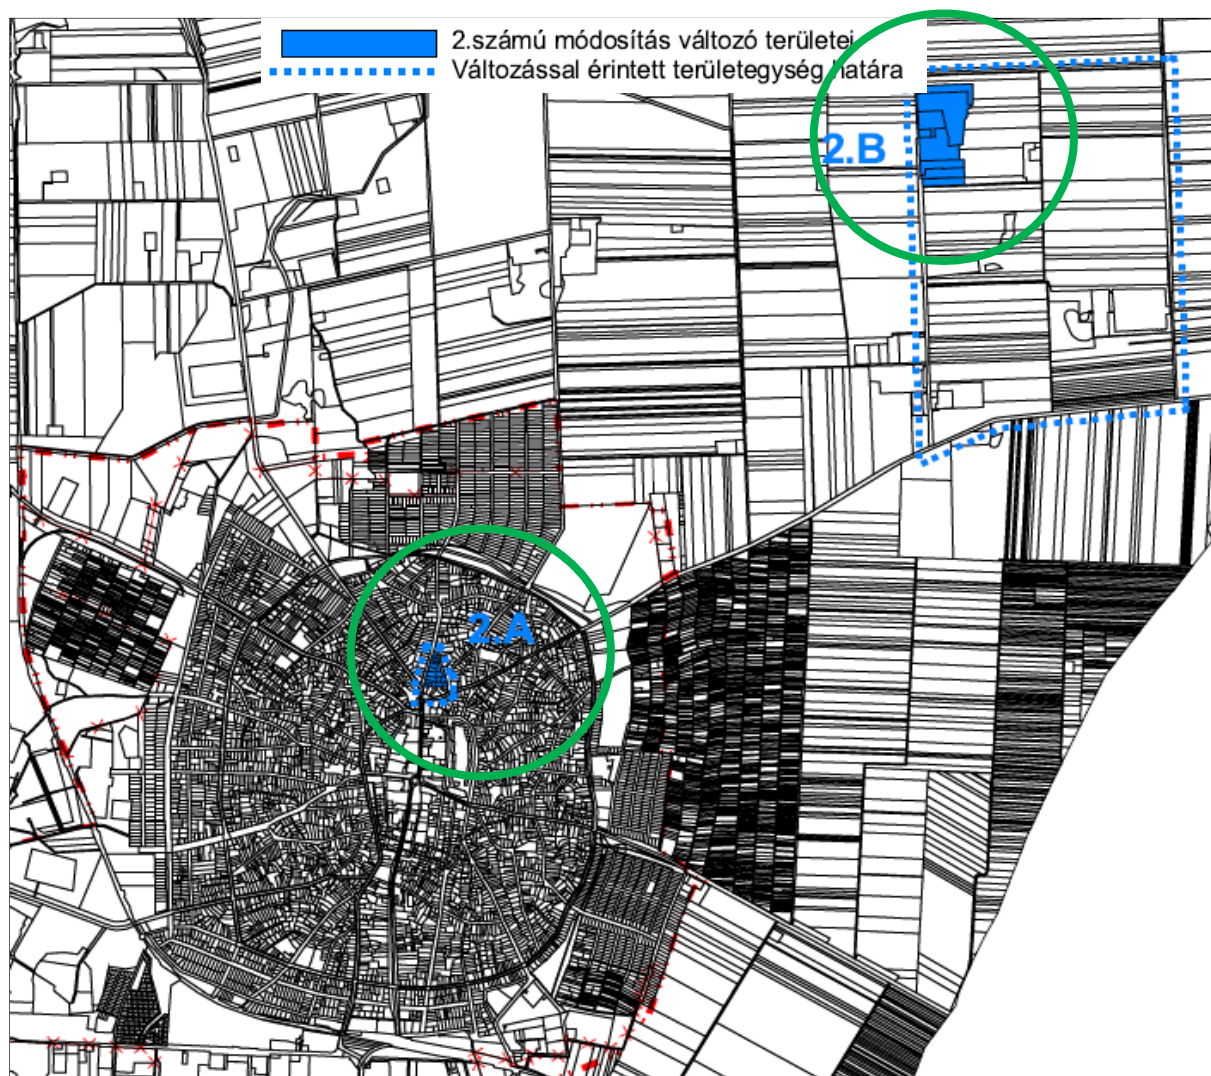 2.számú módosítás változó területei
Változással érintett területegység határa
2.B
2.A